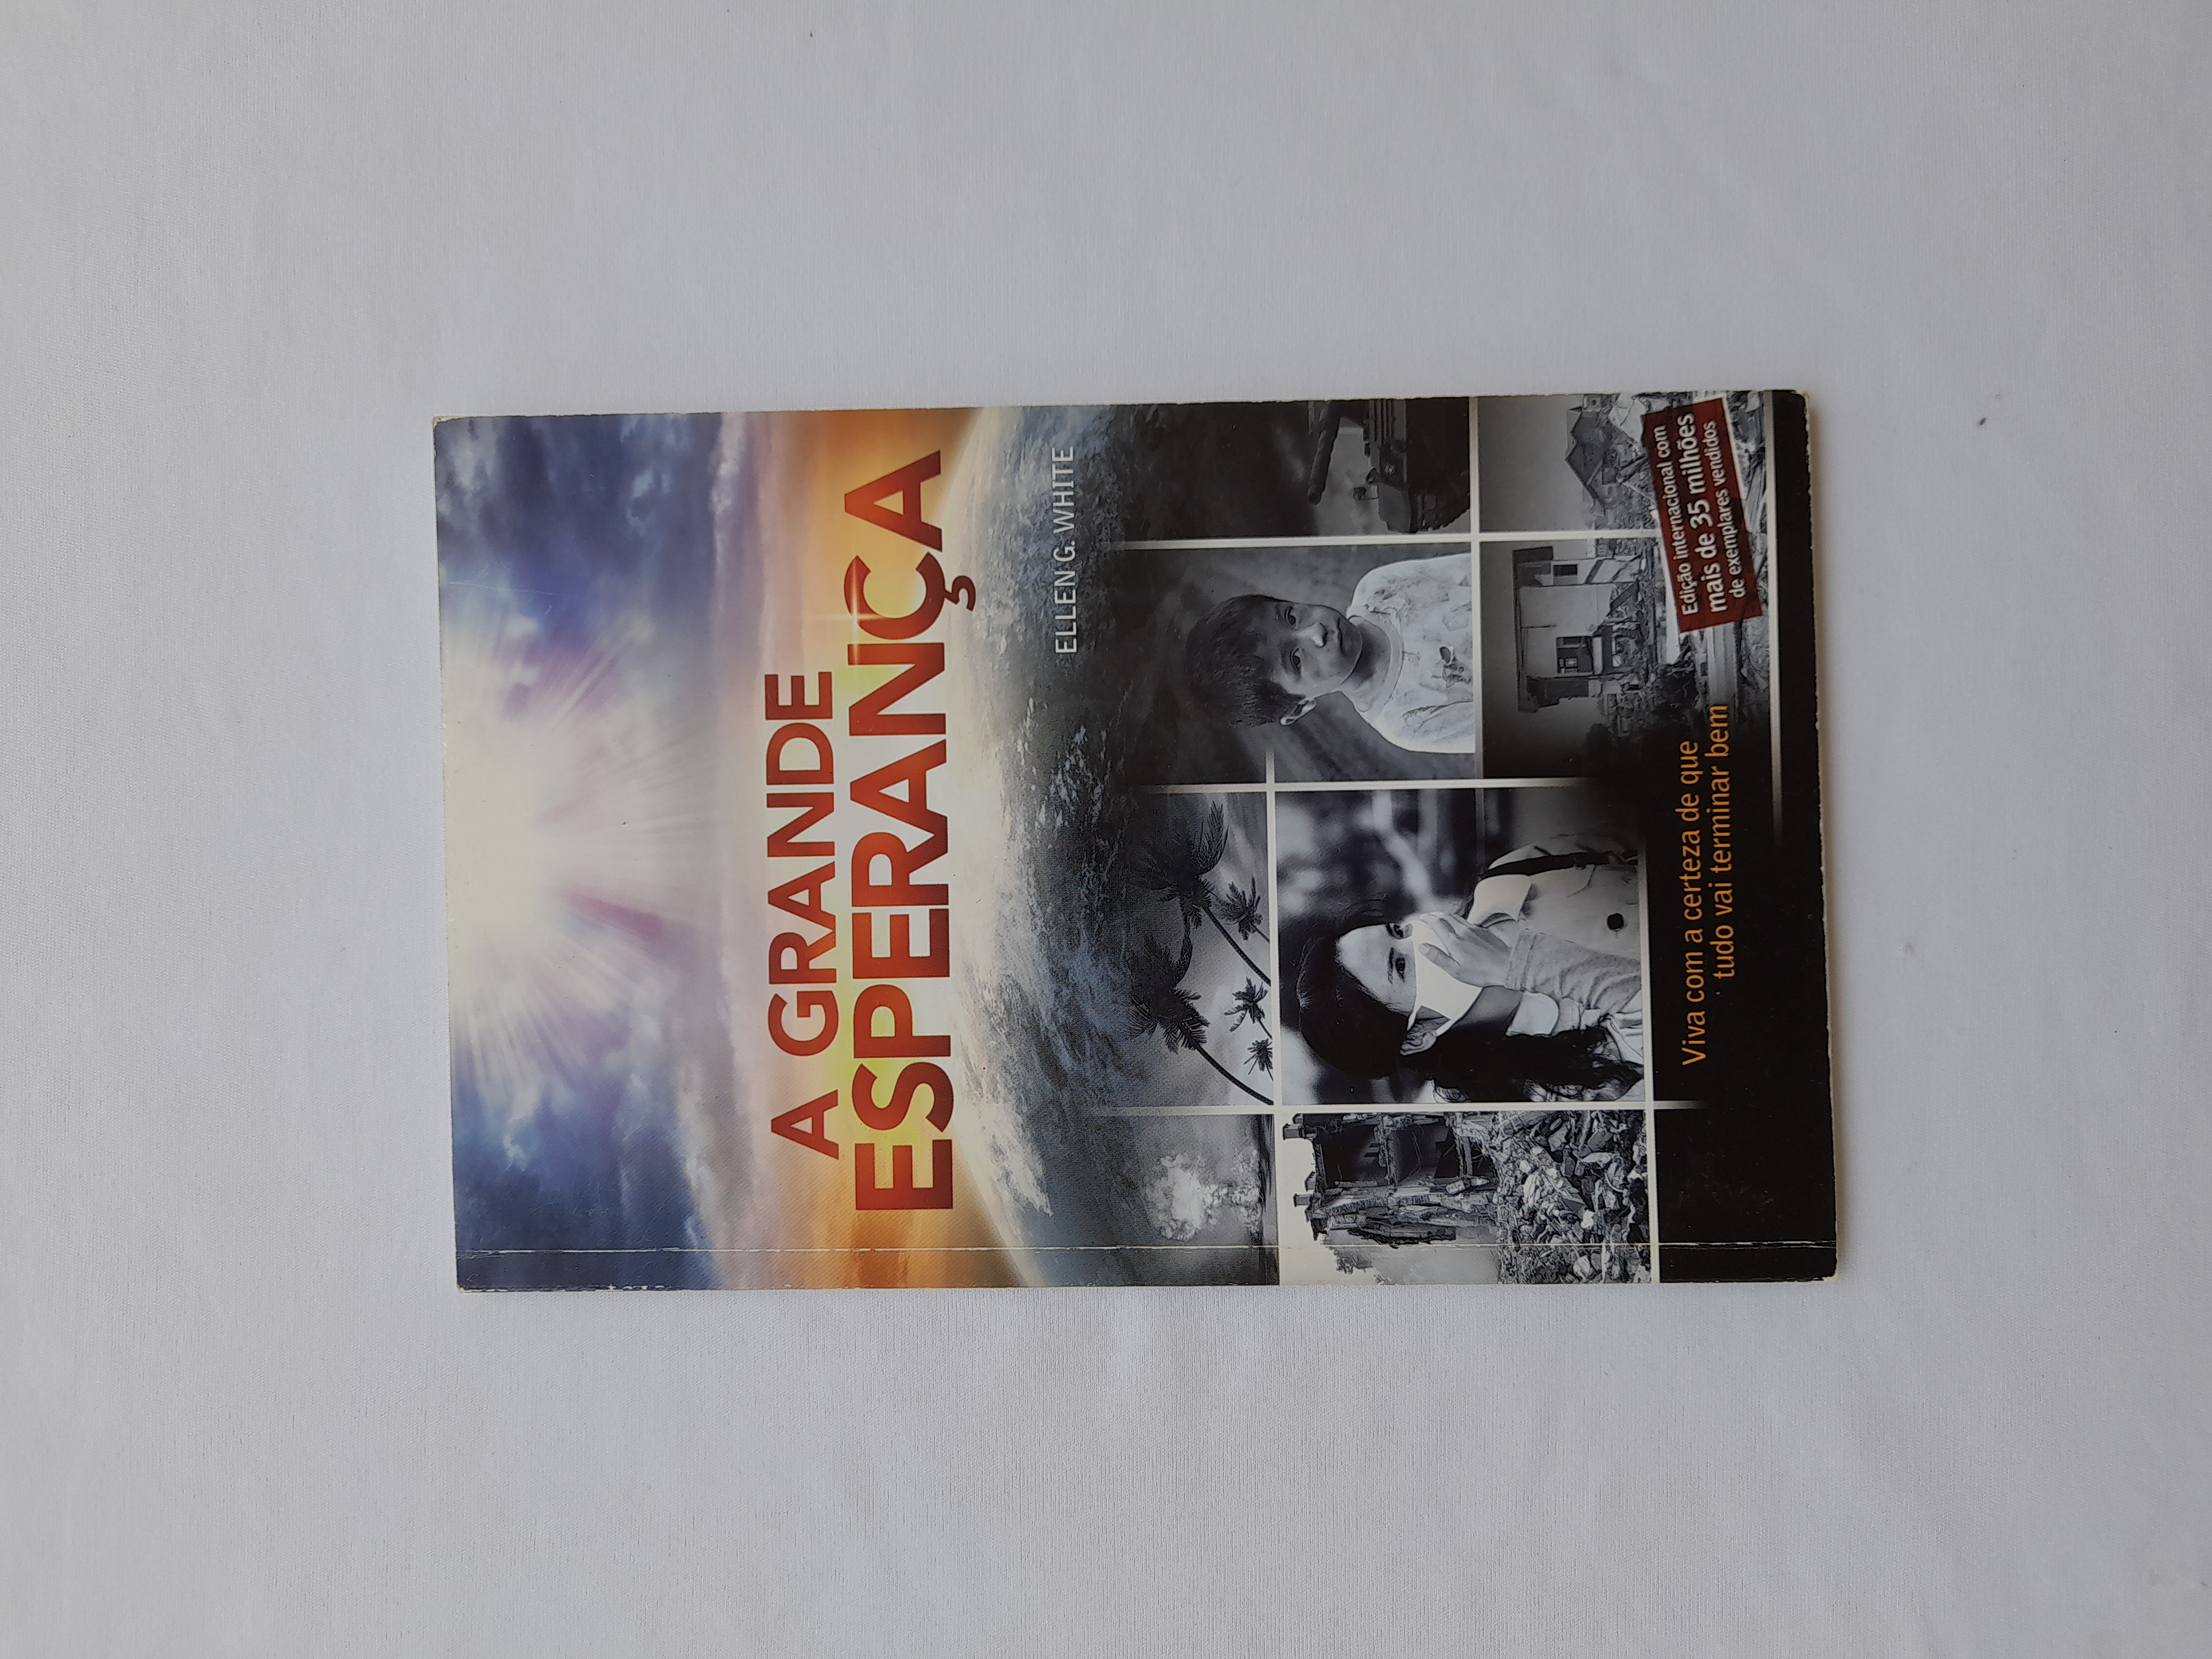 A GRANDE
ESPERANÇA
ELLEN G. WHITE
Viva com a certeza de que
tudo vai terminar bem
Edição internacional com
mais de 35 milhões
de exemplares vendidos